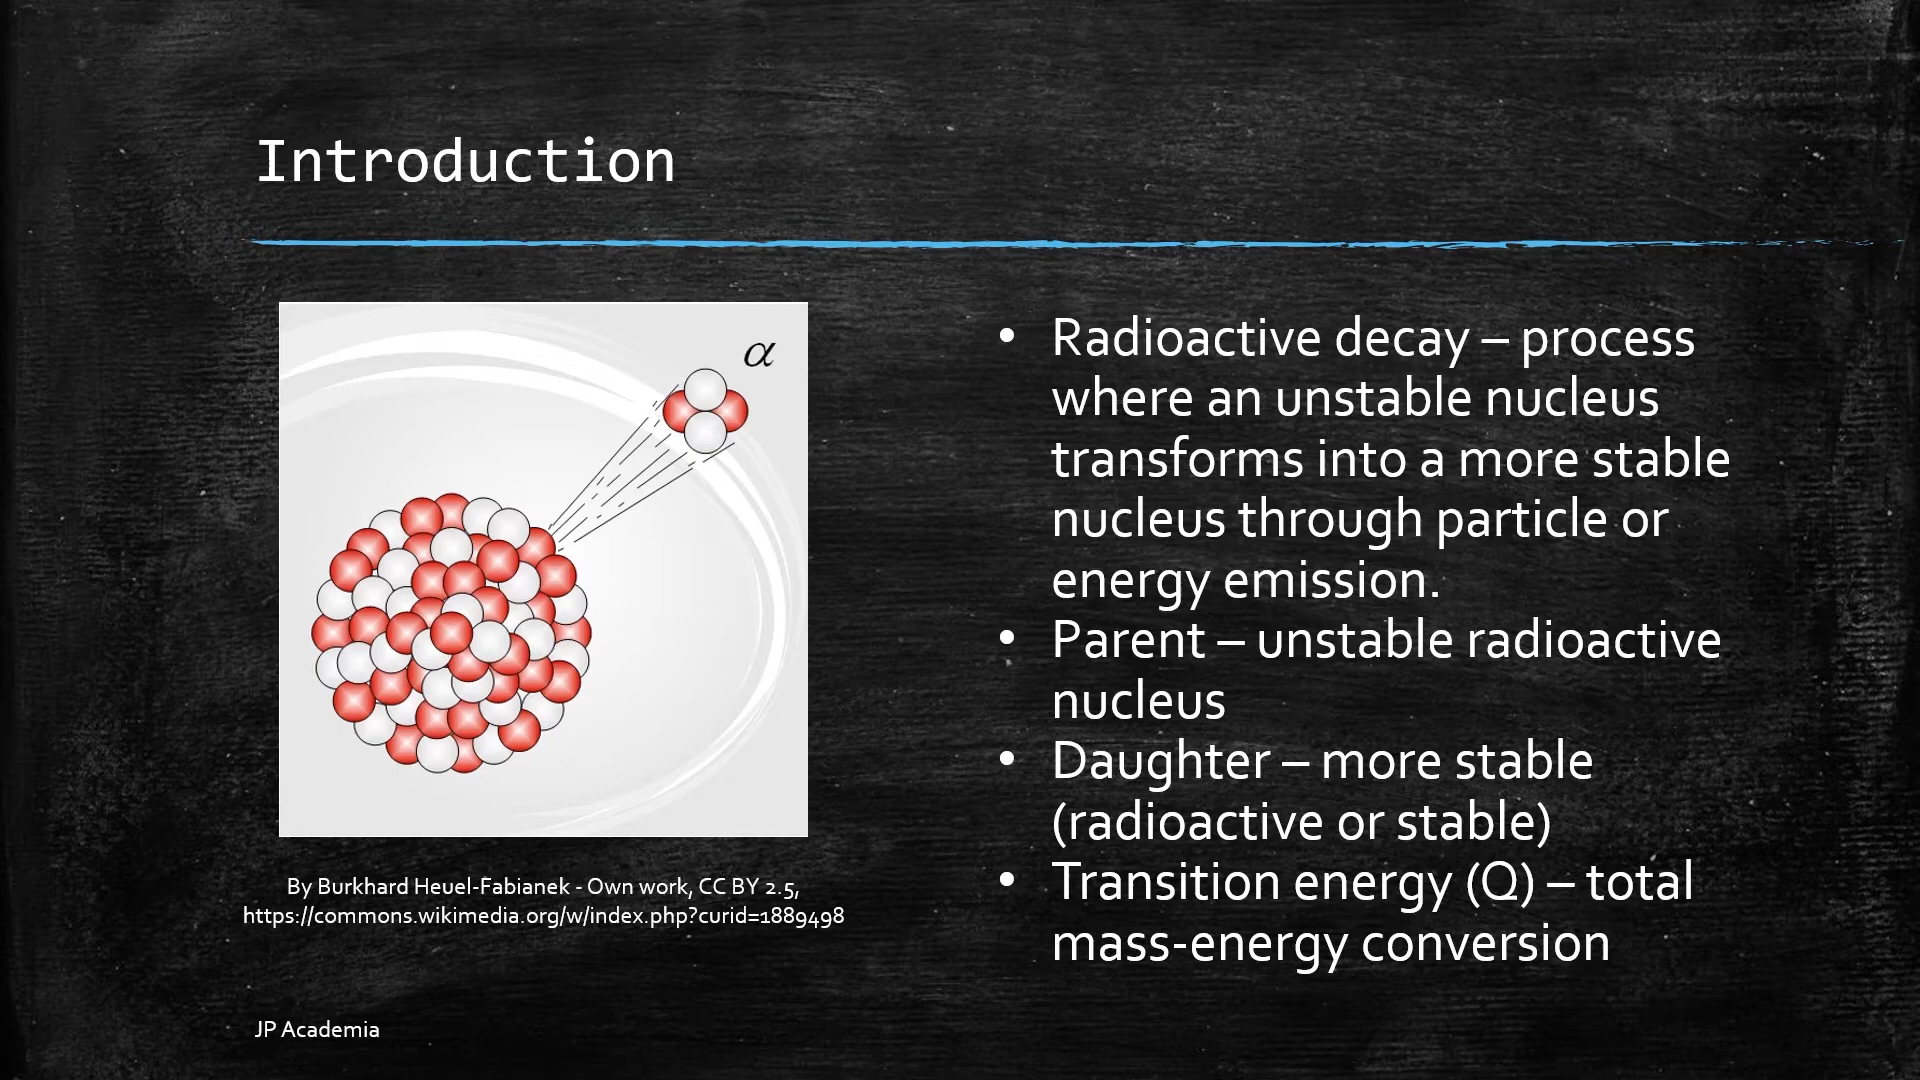 Introduction
α
By Burkhard Heuel-Fabianek - Own work, CC BY 2.5,
https://commons.wikimedia.org/w/index.php?curid=1889498
• Radioactive decay – process
where an unstable nucleus
transforms into a more stable
nucleus through particle or
energy emission.
• Parent – unstable radioactive
nucleus
• Daughter – more stable
(radioactive or stable)
• Transition energy (Q) – total
mass-energy conversion
JP Academia